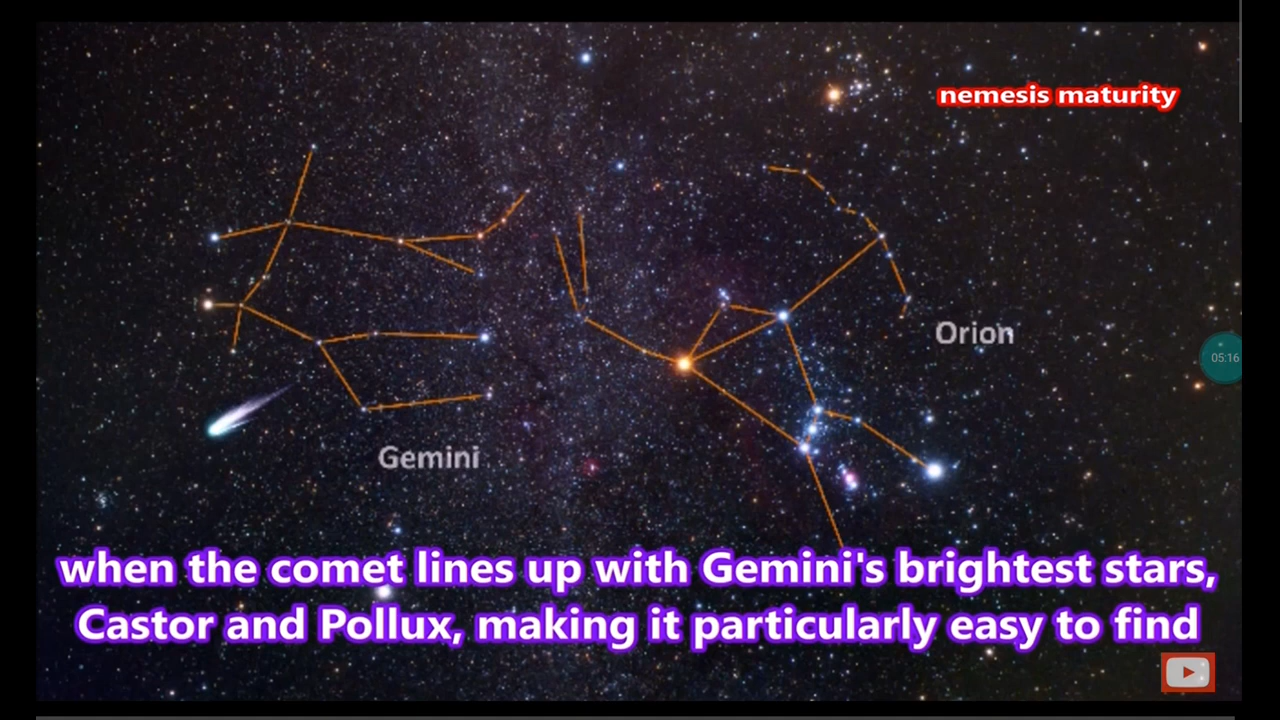 nemesis maturity
05:16
Orion
Gemini
when the comet lines up with Gemini's brightest stars,
Castor and Pollux, making it particularly easy to find